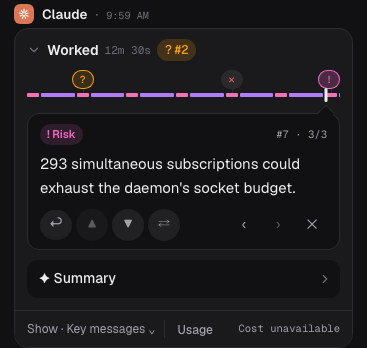 Claude · 9:59 AM
Worked 12m 30s ? #2
? × !
! Risk #7 · 3/3
293 simultaneous subscriptions could
exhaust the daemon's socket budget.
Summary
Show · Key messages Usage Cost unavailable